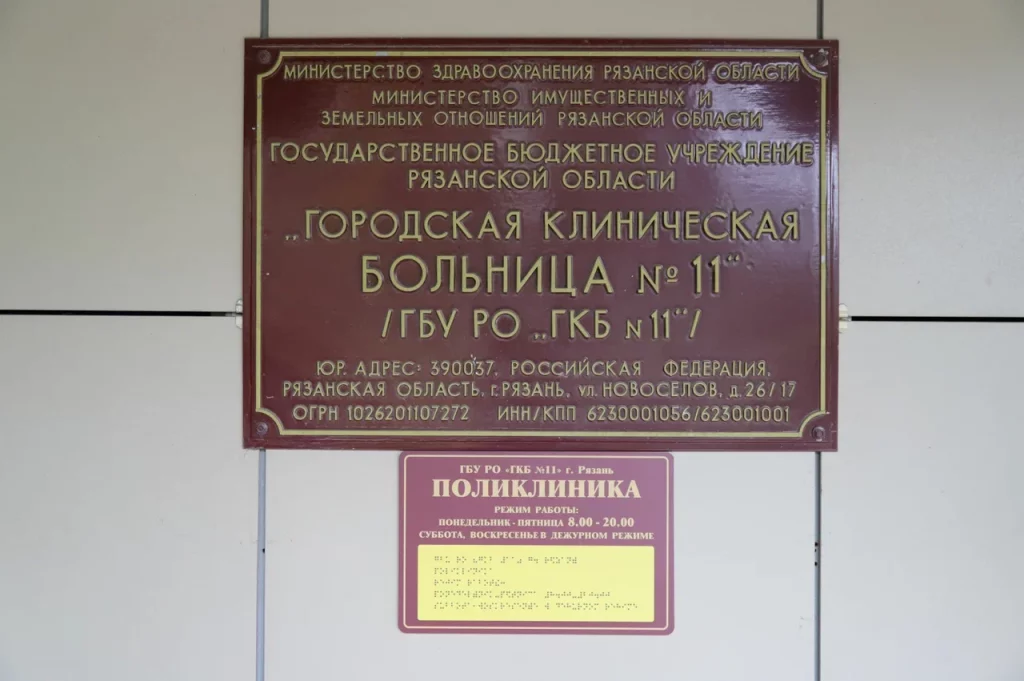 МИНИСТЕРСТВО ЗДРАВООХРАНЕНИЯ РЯЗАНСКОЙ ОБЛАСТИ
МИНИСТЕРСТВО ИМУЩЕСТВЕННЫХ И
ЗЕМЕЛЬНЫХ ОТНОШЕНИЙ РЯЗАНСКОЙ ОБЛАСТИ
ГОСУДАРСТВЕННОЕ БЮДЖЕТНОЕ УЧРЕЖДЕНИЕ
РЯЗАНСКОЙ ОБЛАСТИ
„ГОРОДСКАЯ КЛИНИЧЕСКАЯ
БОЛЬНИЦА № 11“
/ГБУ РО „ГКБ N 11“/
ЮР. АДРЕС: 390037, РОССИЙСКАЯ ФЕДЕРАЦИЯ,
РЯЗАНСКАЯ ОБЛАСТЬ, г. РЯЗАНЬ, ул. НОВОСЕЛОВ, д. 26/17
ОГРН 1026201107272 ИНН/КПП 6230001056/623001001
ГБУ РО «ГКБ №11» г. Рязань
ПОЛИКЛИНИКА
РЕЖИМ РАБОТЫ:
ПОНЕДЕЛЬНИК - ПЯТНИЦА 8.00 - 20.00
СУББОТА, ВОСКРЕСЕНЬЕ В ДЕЖУРНОМ РЕЖИМЕ